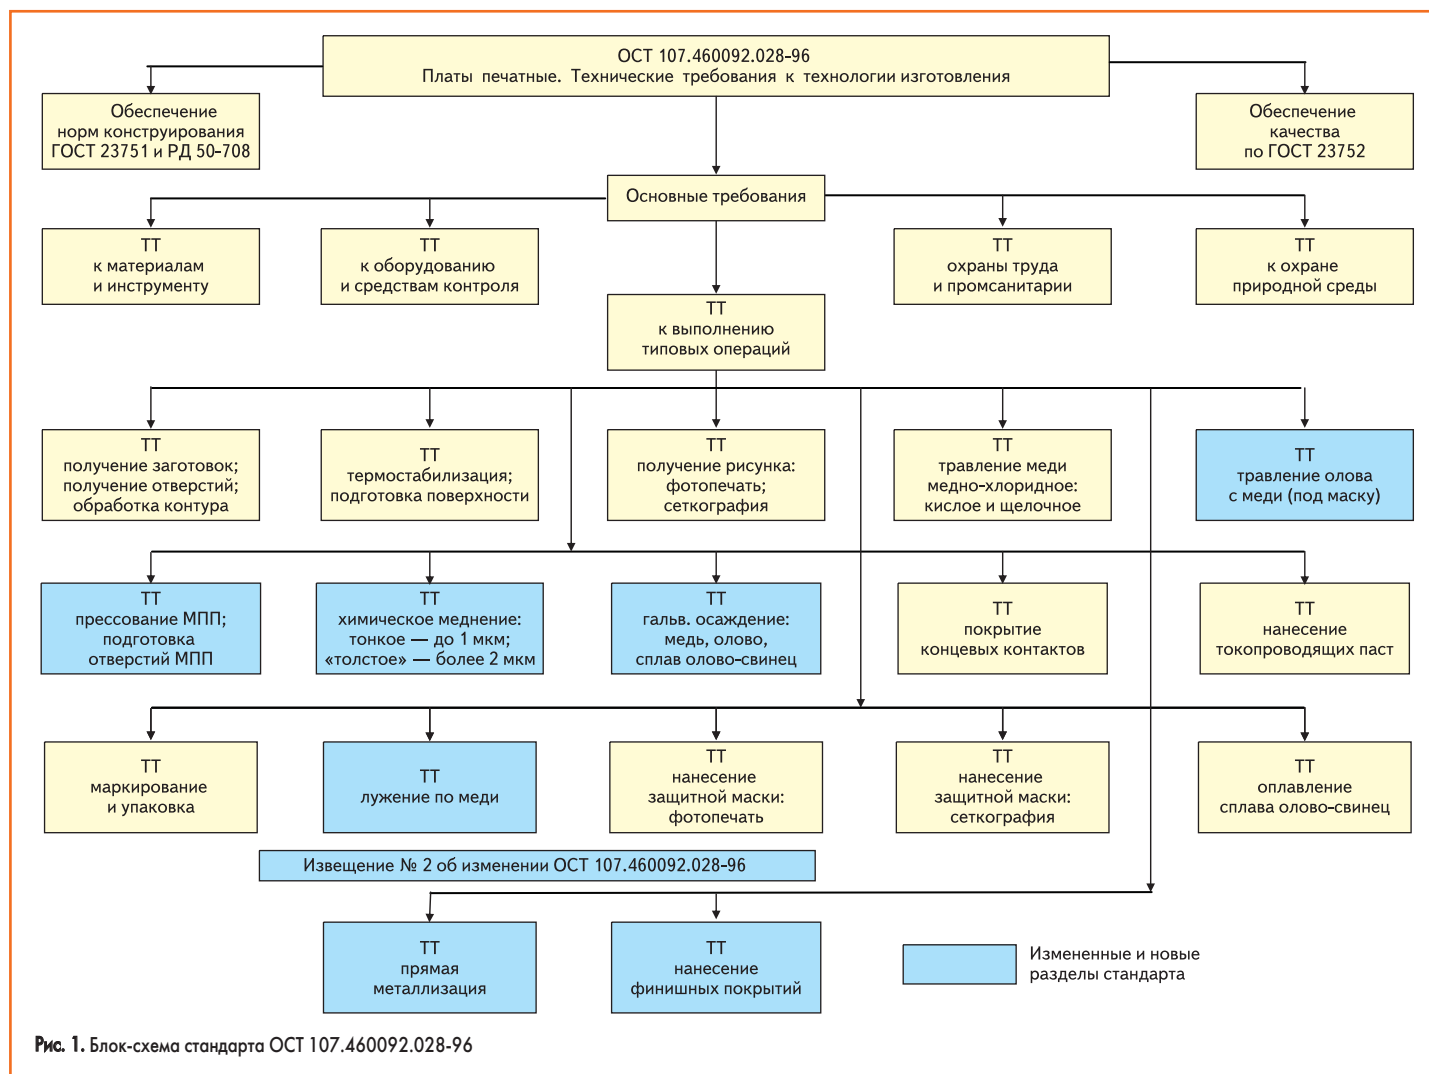 ОСТ 107.460092.028-96
Платы печатные. Технические требования к технологии изготовления
Обеспечение
норм конструирования
ГОСТ 23751 и РД 50-708
Обеспечение
качества
по ГОСТ 23752
Основные требования
ТТ
к материалам
и инструменту
ТТ
к оборудованию
и средствам контроля
ТТ
охраны труда
и промсанитарии
ТТ
к охране
природной среды
ТТ
к выполнению
типовых операций
ТТ
получение заготовок;
получение отверстий;
обработка контура
ТТ
термостабилизация;
подготовка поверхности
ТТ
получение рисунка:
фотопечать;
сеткография
ТТ
травление меди
медно-хлоридное:
кислое и щелочное
ТТ
травление олова
с меди (под маску)
ТТ
прессование МПП;
подготовка
отверстий МПП
ТТ
химическое меднение:
тонкое — до 1 мкм;
«толстое» — более 2 мкм
ТТ
гальв. осаждение:
медь, олово,
сплав олово-свинец
ТТ
покрытие
концевых контактов
ТТ
нанесение
токопроводящих паст
ТТ
маркирование
и упаковка
ТТ
лужение по меди
ТТ
нанесение
защитной маски:
фотопечать
ТТ
нанесение
защитной маски:
сеткография
ТТ
оплавление
сплава олово-свинец
Извещение № 2 об изменении ОСТ 107.460092.028-96
ТТ
прямая
металлизация
ТТ
нанесение
финишных покрытий
Измененные и новые
разделы стандарта
Рис. 1. Блок-схема стандарта ОСТ 107.460092.028-96